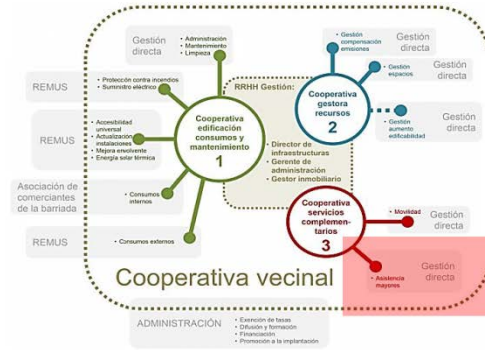 Gestión
directa
• Administración
• Mantenimiento
• Limpieza
• Gestión
compensación
emisiones
Gestión
directa
• Gestión
espacios
REMUS
• Protección contra incendios
• Suministro eléctrico
RRHH Gestión:
Cooperativa
gestora
recursos
2
• Gestión
aumento
edificabilidad
Gestión
directa
REMUS
• Accesibilidad
universal
• Actualización
instalaciones
• Mejora envolvente
• Energía solar térmica
Cooperativa
edificación
consumos y
mantenimiento
1
• Director de
infraestructuras
• Gerente de
administración
• Gestor inmobiliario
Asociación de
comerciantes
de la barriada
• Consumos
internos
Cooperativa
servicios
complemen-
tarios
3
• Movilidad
Gestión
directa
REMUS
• Consumos externos
• Asistencia
mayores
Gestión
directa
Cooperativa vecinal
ADMINISTRACIÓN
• Exención de tasas
• Difusión y formación
• Financiación
• Promoción a la implantación